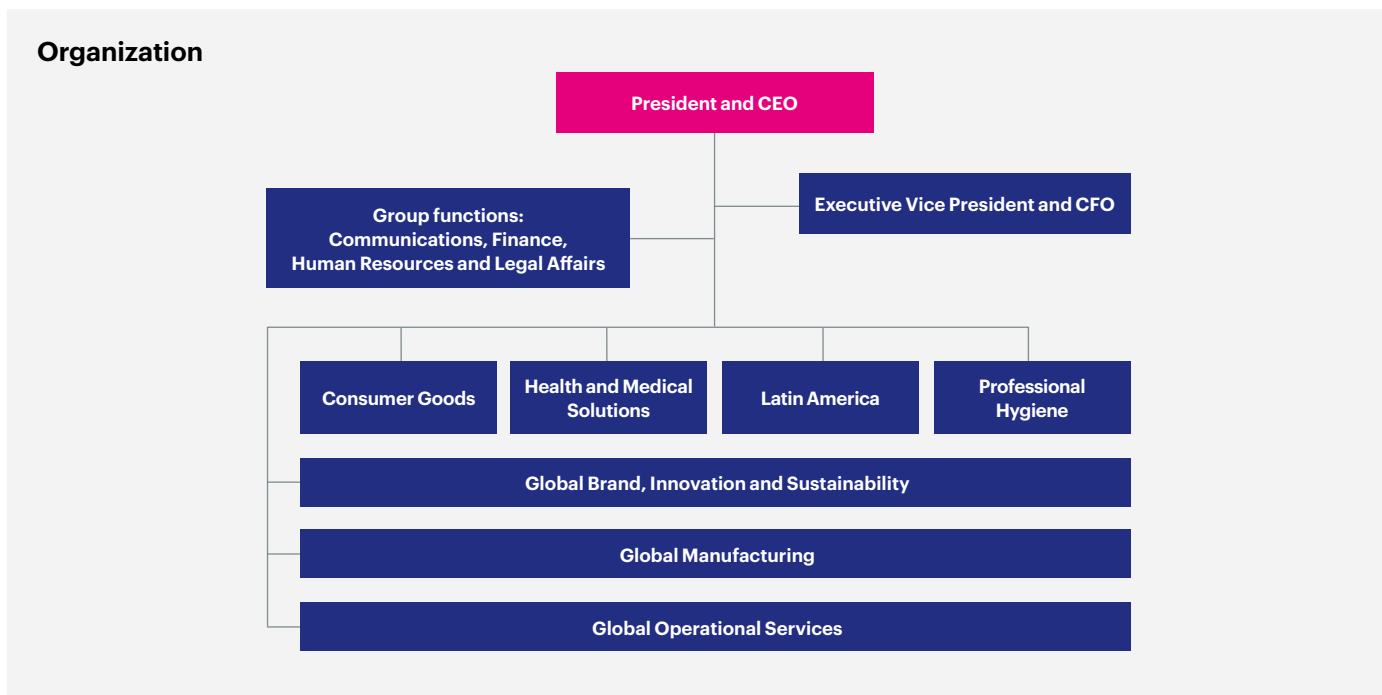 Organization
President and CEO
Executive Vice President and CFO
Group functions:
Communications, Finance,
Human Resources and Legal Affairs
Consumer Goods
Health and Medical
Solutions
Latin America
Professional
Hygiene
Global Brand, Innovation and Sustainability
Global Manufacturing
Global Operational Services